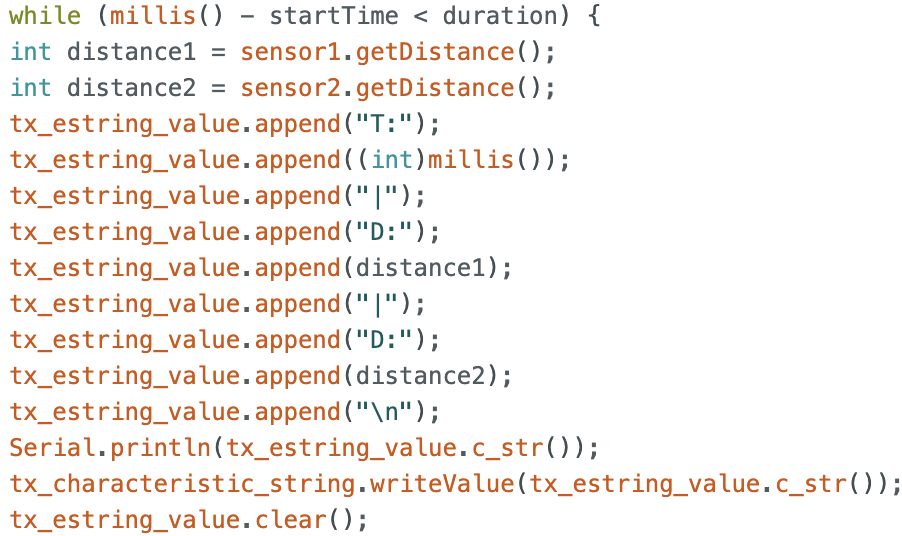 while (millis() - startTime < duration) {
int distance1 = sensor1.getDistance();
int distance2 = sensor2.getDistance();
tx_estring_value.append("T:");
tx_estring_value.append((int)millis());
tx_estring_value.append("|");
tx_estring_value.append("D:");
tx_estring_value.append(distance1);
tx_estring_value.append("|");
tx_estring_value.append("D:");
tx_estring_value.append(distance2);
tx_estring_value.append("\n");
Serial.println(tx_estring_value.c_str());
tx_characteristic_string.writeValue(tx_estring_value.c_str());
tx_estring_value.clear();